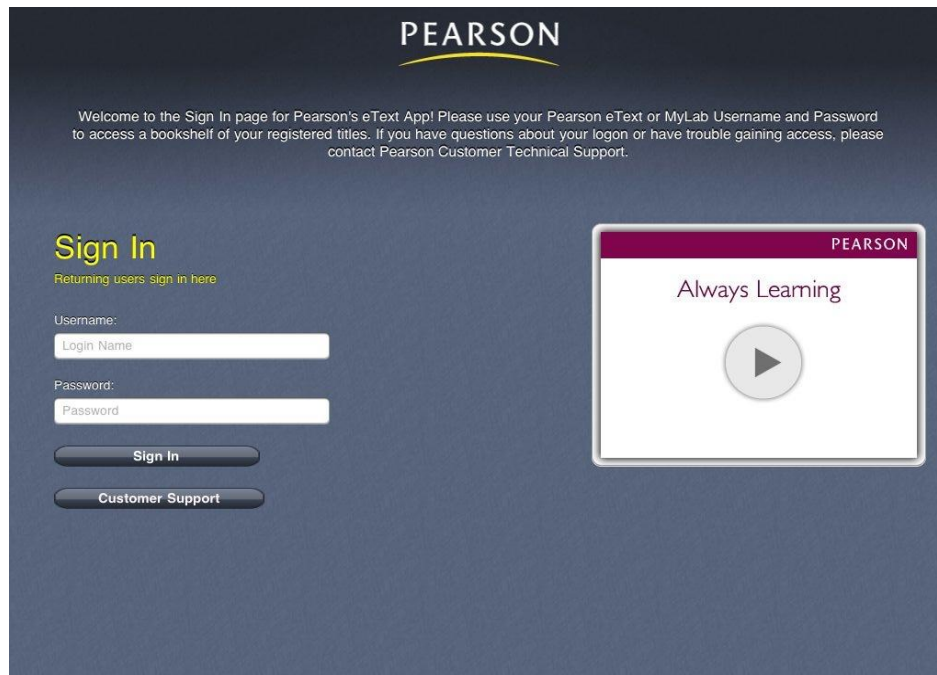 PEARSON
Welcome to the Sign In page for Pearson's eText App! Please use your Pearson eText or MyLab Username and Password
to access a bookshelf of your registered titles. If you have questions about your logon or have trouble gaining access, please
contact Pearson Customer Technical Support.
Sign In
Returning users sign in here
Username:
Login Name
Password:
Password
Sign In
Customer Support
PEARSON
Always Learning